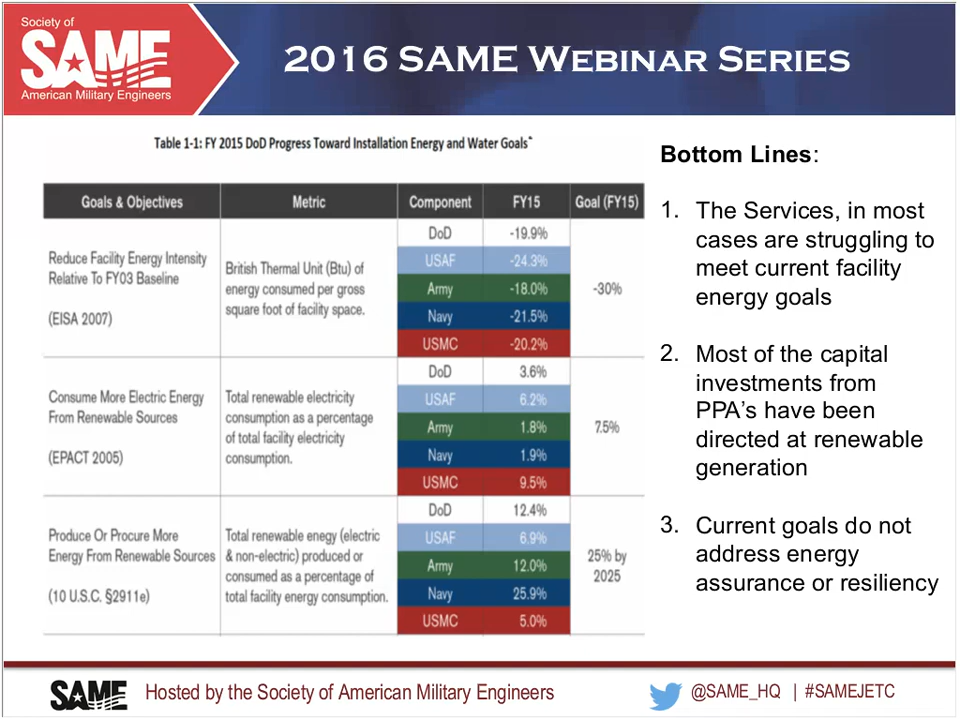 Society of
SAME
American Military Engineers
2016 SAME Webinar Series
Table 1-1: FY 2015 DoD Progress Toward Installation Energy and Water Goals*
Goals & Objectives
Metric
Component
FY15
Goal (FY15)
Reduce Facility Energy Intensity
Relative To FY03 Baseline
(EISA 2007)
British Thermal Unit (Btu) of
energy consumed per gross
square foot of facility space.
DoD -19.9%
USAF -24.3%
Army -18.0%
Navy -21.5%
USMC -20.2%
-30%
Consume More Electric Energy
From Renewable Sources
(EPACT 2005)
Total renewable electricity
consumption as a percentage
of total facility electricity
consumption.
DoD 3.6%
USAF 6.2%
Army 1.8%
Navy 1.9%
USMC 9.5%
7.5%
Produce Or Procure More
Energy From Renewable Sources
(10 U.S.C. §2911e)
Total renewable enegy (electric
& non-electric) produced or
consumed as a percentage of
total facility energy consumption.
DoD 12.4%
USAF 6.9%
Army 12.0%
Navy 25.9%
USMC 5.0%
25% by
2025
Bottom Lines:
1. The Services, in most
cases are struggling to
meet current facility
energy goals
2. Most of the capital
investments from
PPA's have been
directed at renewable
generation
3. Current goals do not
address energy
assurance or resiliency
SAME
Hosted by the Society of American Military Engineers
@SAME_HQ | #SAMEJETC